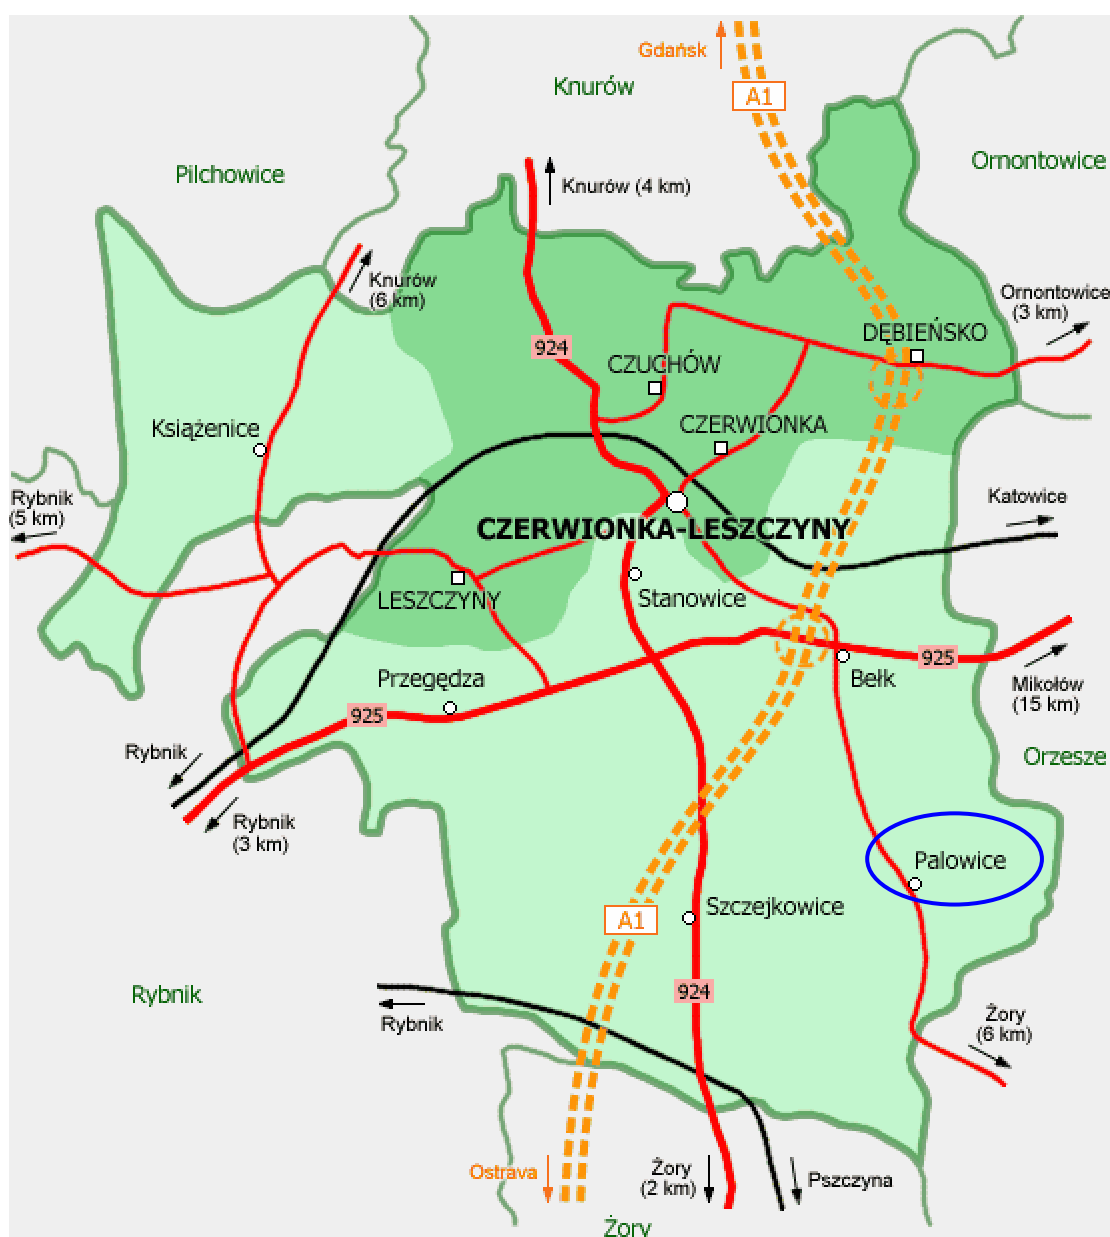 Gdańsk
Knurów
A1
Pilchowice
Ornontowice
Knurów (4 km)
Knurów
(6 km)
Ornontowice
(3 km)
924
DĘBIEŃSKO
CZUCHÓW
CZERWIONKA
Książenice
Rybnik
(5 km)
Katowice
CZERWIONKA-LESZCZYNY
LESZCZYNY
Stanowice
925
Przegędza
Bełk
Mikołów
(15 km)
925
Rybnik
Orzesze
Rybnik
(3 km)
Palowice
A1
Szczejkowice
Rybnik
924
Rybnik
Żory
(6 km)
Ostrava
Żory
(2 km)
Pszczyna
Żory